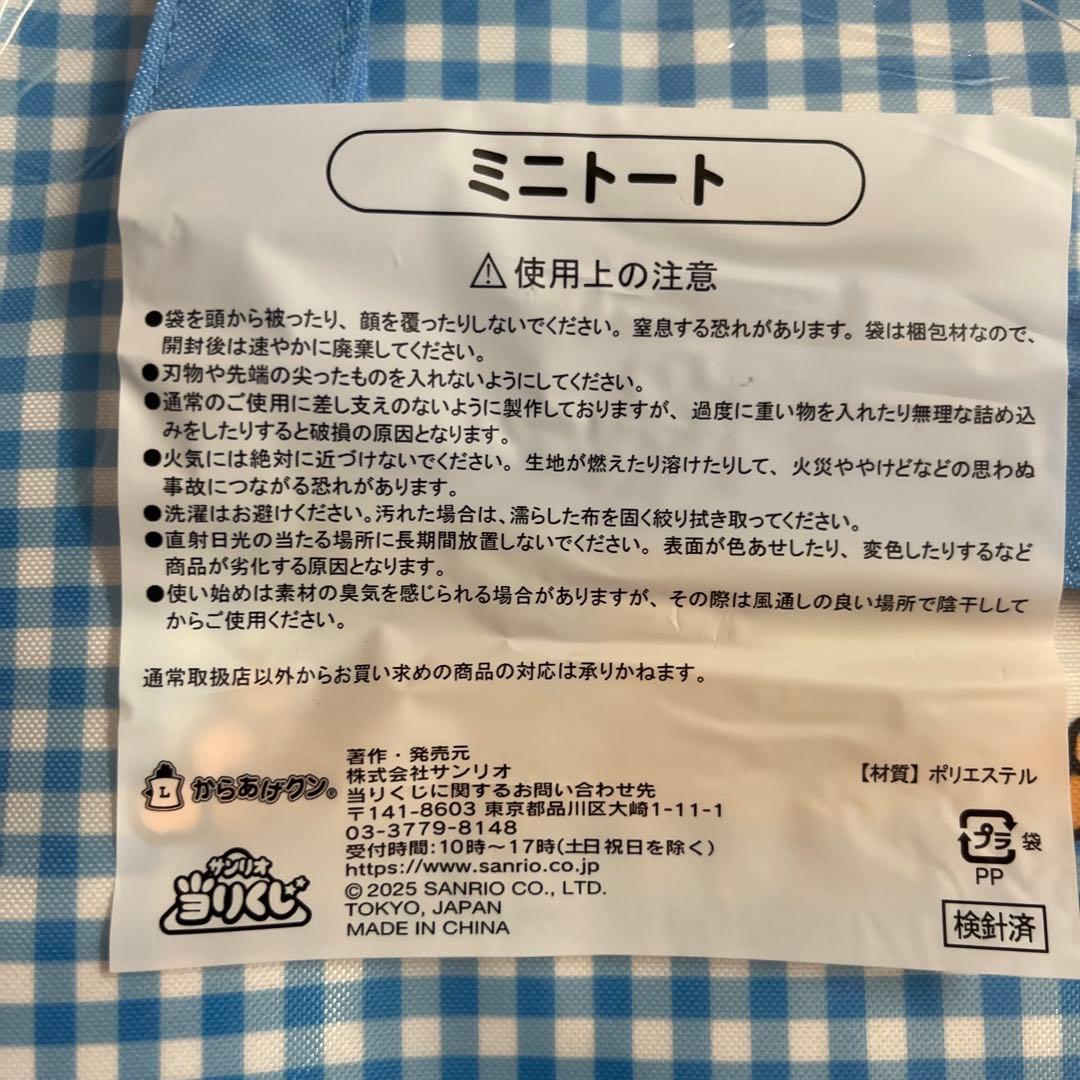 ミニトート
⚠使用上の注意
●袋を頭から被ったり、顔を覆ったりしないでください。窒息する恐れがあります。袋は梱包材なので、
開封後は速やかに廃棄してください。
●刃物や先端の尖ったものを入れないようにしてください。
●通常のご使用に差し支えのないように製作しておりますが、過度に重い物を入れたり無理な詰め込
みをしたりすると破損の原因となります。
●火気には絶対に近づけないでください。生地が燃えたり溶けたりして、火災ややけどなどの思わぬ
事故につながる恐れがあります。
●洗濯はお避けください。汚れた場合は、濡らした布を固く絞り拭き取ってください。
●直射日光の当たる場所に長期間放置しないでください。表面が色あせしたり、変色したりするなど
商品が劣化する原因となります。
●使い始めは素材の臭気を感じられる場合がありますが、その際は風通しの良い場所で陰干しして
からご使用ください。
通常取扱店以外からお買い求めの商品の対応は承りかねます。
L からあげクン®
サンリオ
当りくじ
著作・発売元
株式会社サンリオ
当りくじに関するお問い合わせ先
〒141-8603 東京都品川区大崎1-11-1
03-3779-8148
受付時間:10時～17時(土日祝日を除く)
https://www.sanrio.co.jp
© 2025 SANRIO CO., LTD.
TOKYO, JAPAN
MADE IN CHINA
【材質】ポリエステル
プラ 袋
PP
検針済